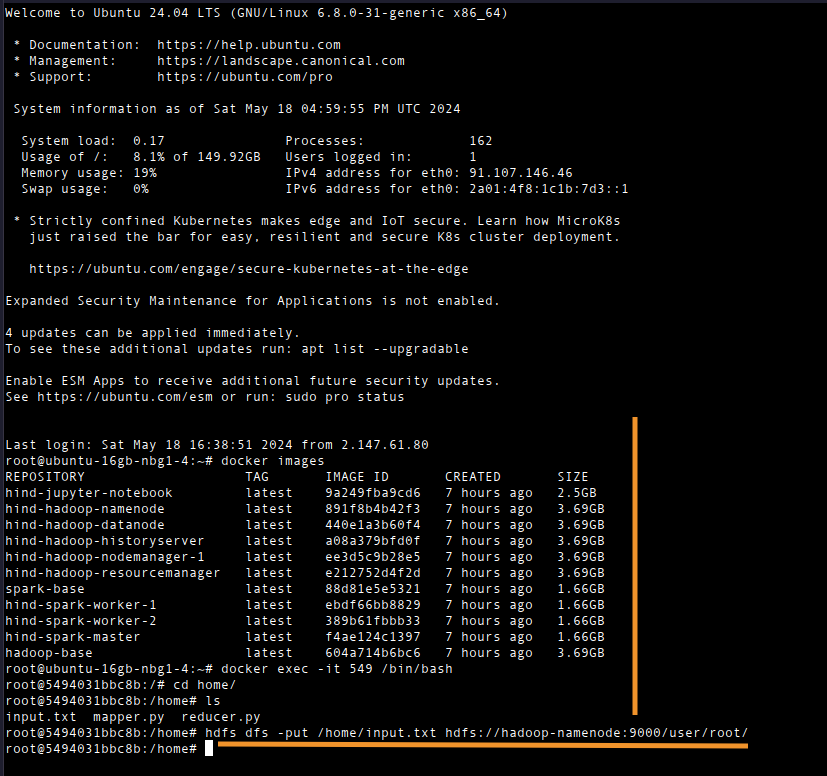 Welcome to Ubuntu 24.04 LTS (GNU/Linux 6.8.0-31-generic x86_64)
* Documentation:  https://help.ubuntu.com
* Management:     https://landscape.canonical.com
* Support:        https://ubuntu.com/pro
System information as of Sat May 18 04:59:55 PM UTC 2024
System load:  0.17               Processes:             162
Usage of /:   8.1% of 149.92GB   Users logged in:       1
Memory usage: 19%                IPv4 address for eth0: 91.107.146.46
Swap usage:   0%                 IPv6 address for eth0: 2a01:4f8:1c1b:7d3::1
* Strictly confined Kubernetes makes edge and IoT secure. Learn how MicroK8s
just raised the bar for easy, resilient and secure K8s cluster deployment.
https://ubuntu.com/engage/secure-kubernetes-at-the-edge
Expanded Security Maintenance for Applications is not enabled.
4 updates can be applied immediately.
To see these additional updates run: apt list --upgradable
Enable ESM Apps to receive additional future security updates.
See https://ubuntu.com/esm or run: sudo pro status
Last login: Sat May 18 16:38:51 2024 from 2.147.61.80
root@ubuntu-16gb-nbg1-4:~# docker images
REPOSITORY                    TAG       IMAGE ID       CREATED       SIZE
hind-jupyter-notebook         latest    9a249fba9cd6   7 hours ago   2.5GB
hind-hadoop-namenode          latest    891f8b4b42f3   7 hours ago   3.69GB
hind-hadoop-datanode          latest    440e1a3b60f4   7 hours ago   3.69GB
hind-hadoop-historyserver     latest    a08a379bfd0f   7 hours ago   3.69GB
hind-hadoop-nodemanager-1     latest    ee3d5c9b28e5   7 hours ago   3.69GB
hind-hadoop-resourcemanager   latest    e212752d4f2d   7 hours ago   3.69GB
spark-base                    latest    88d81e5e5321   7 hours ago   1.66GB
hind-spark-worker-1           latest    ebdf66bb8829   7 hours ago   1.66GB
hind-spark-worker-2           latest    389b61fbbb33   7 hours ago   1.66GB
hind-spark-master             latest    f4ae124c1397   7 hours ago   1.66GB
hadoop-base                   latest    604a714b6bc6   7 hours ago   3.69GB
root@ubuntu-16gb-nbg1-4:~# docker exec -it 549 /bin/bash
root@5494031bbc8b:/# cd home/
root@5494031bbc8b:/home# ls
input.txt  mapper.py  reducer.py
root@5494031bbc8b:/home# hdfs dfs -put /home/input.txt hdfs://hadoop-namenode:9000/user/root/
root@5494031bbc8b:/home#